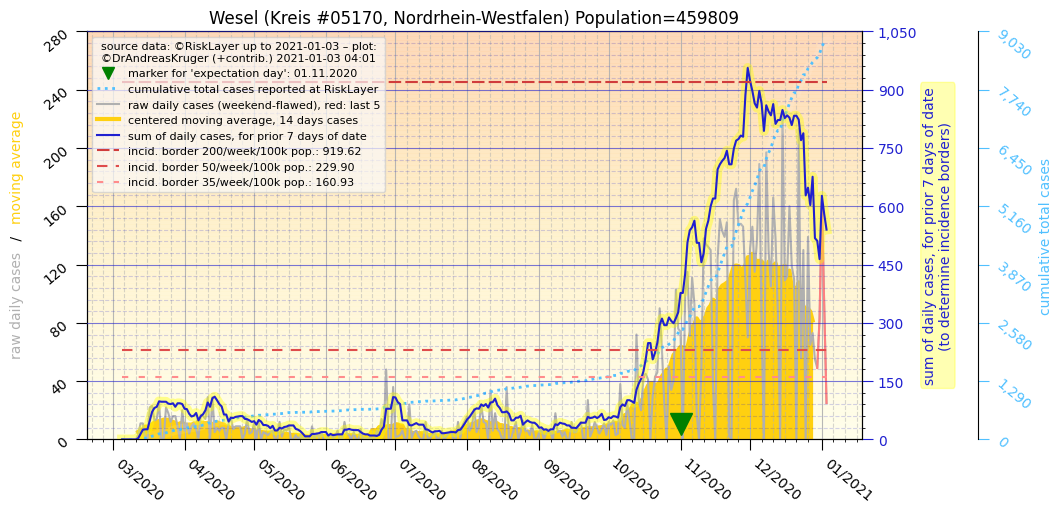 Wesel (Kreis #05170, Nordrhein-Westfalen) Population=459809
source data: ©RiskLayer up to 2021-01-03 – plot:
©DrAndreasKruger (+contrib.) 2021-01-03 04:01
marker for 'expectation day': 01.11.2020
cumulative total cases reported at RiskLayer
raw daily cases (weekend-flawed), red: last 5
centered moving average, 14 days cases
sum of daily cases, for prior 7 days of date
incid. border 200/week/100k pop.: 919.62
incid. border 50/week/100k pop.: 229.90
incid. border 35/week/100k pop.: 160.93
raw daily cases / moving average
280
240
200
160
120
80
40
0
03/2020
04/2020
05/2020
06/2020
07/2020
08/2020
09/2020
10/2020
11/2020
12/2020
01/2021
1,050
900
750
600
450
300
150
0
sum of daily cases, for prior 7 days of date
(to determine incidence borders)
9,030
7,740
6,450
5,160
3,870
2,580
1,290
0
cumulative total cases